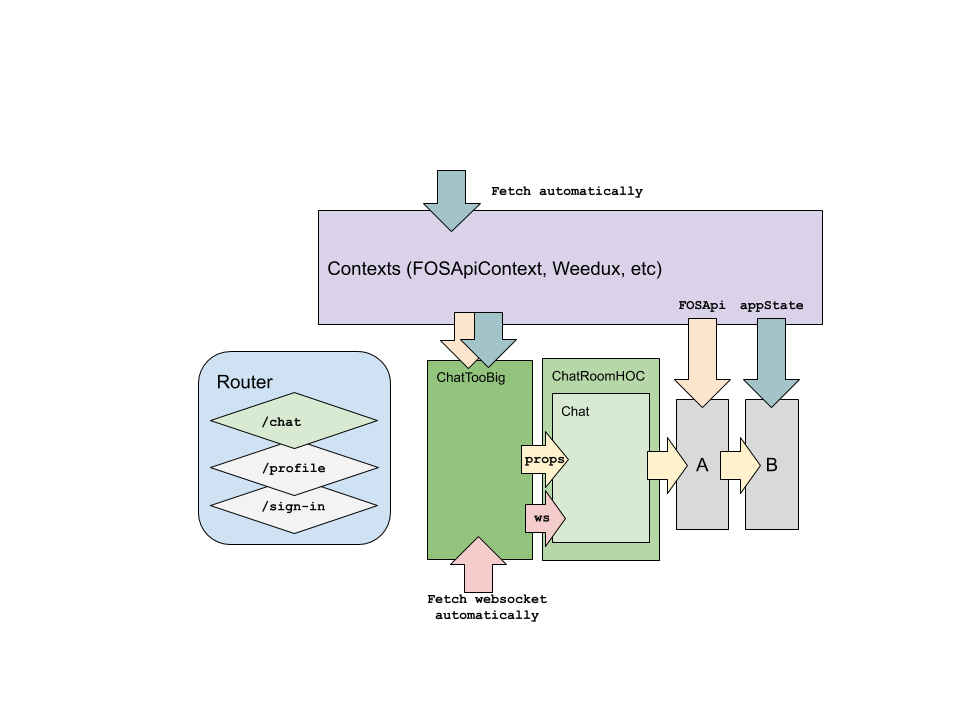 Fetch automatically
Contexts (FOSApiContext, Weedux, etc)
FOSApi appState
Router
/chat
/profile
/sign-in
ChatTooBig
ChatRoomHOC
Chat
props
ws
A
B
Fetch websocket
automatically